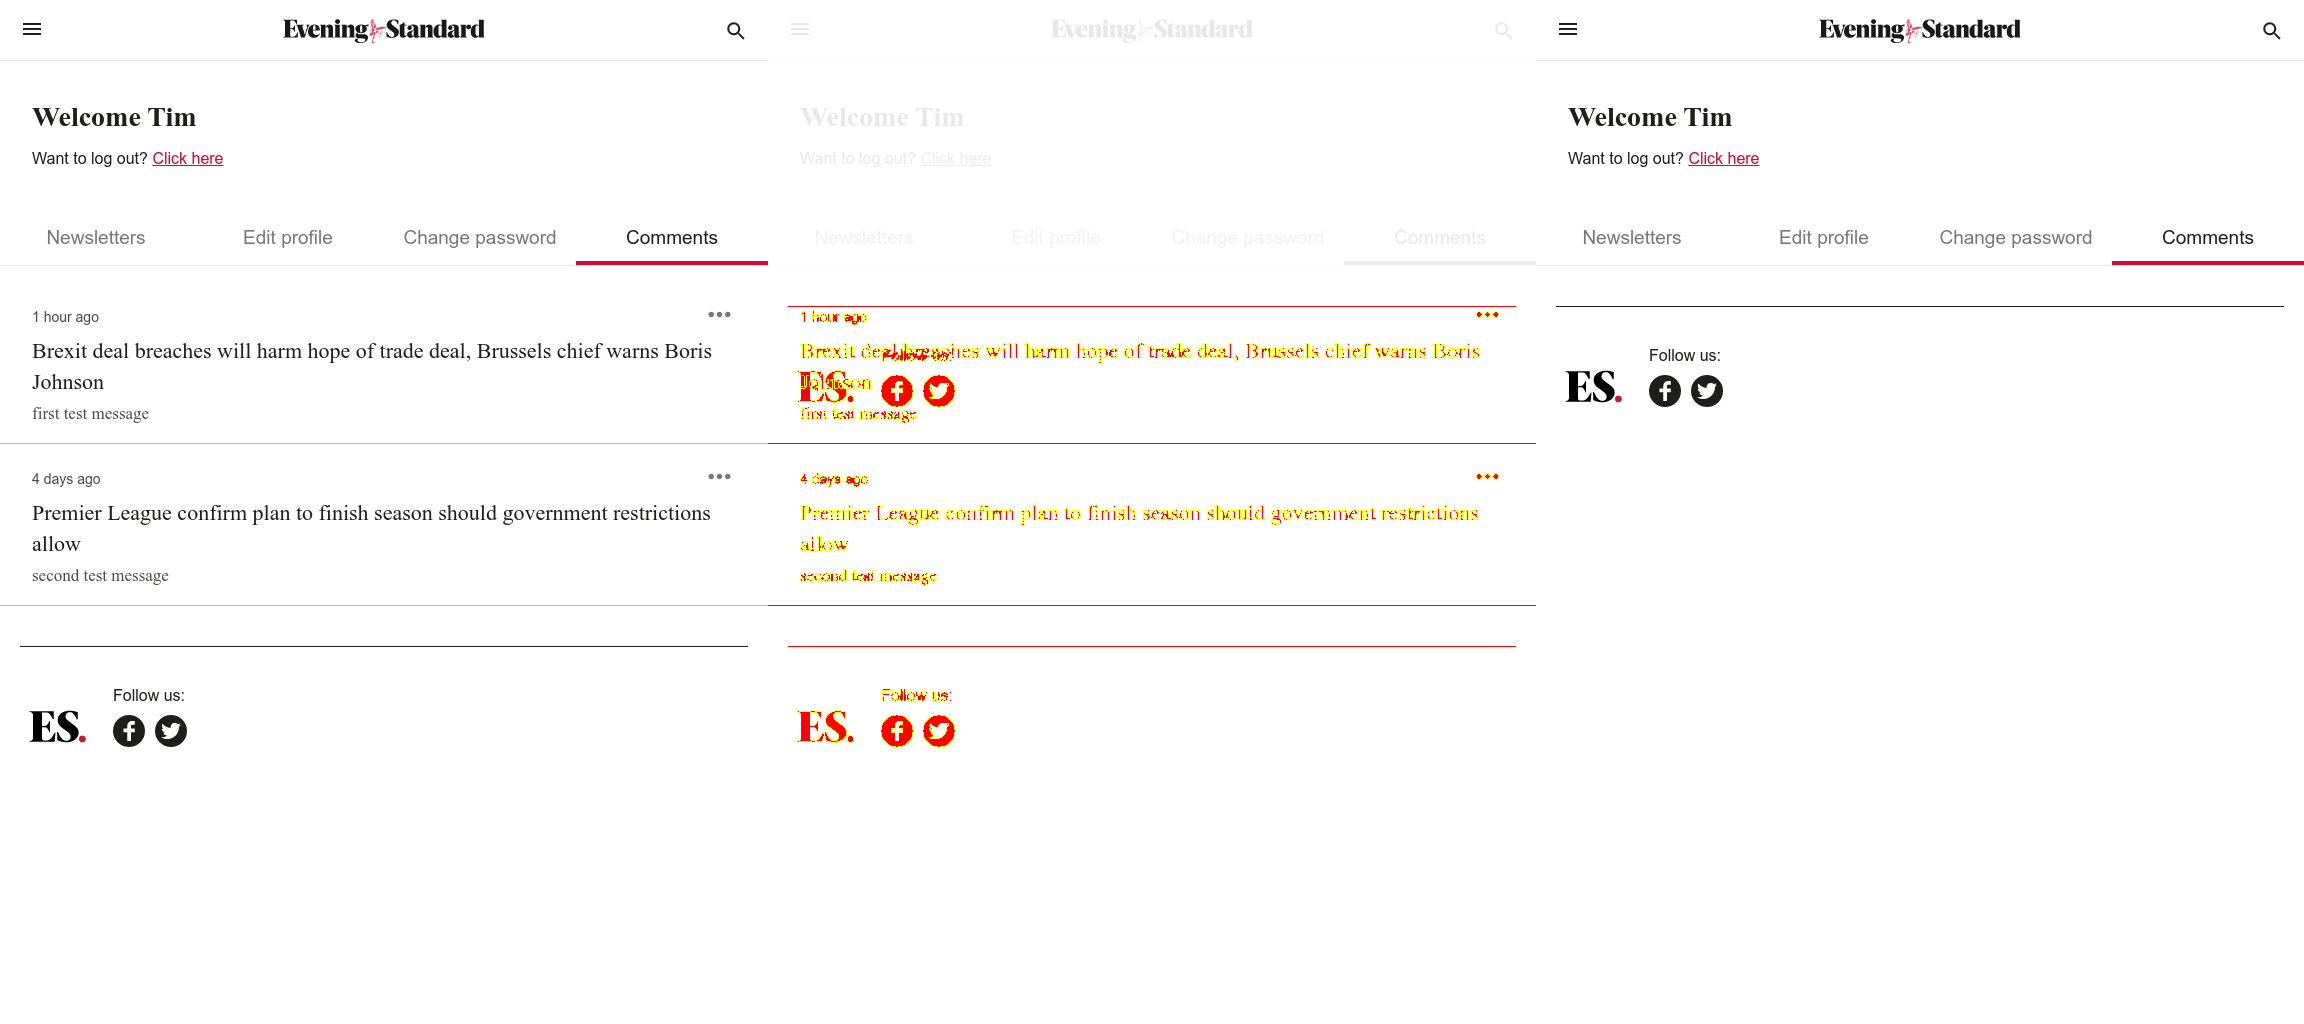 Evening Standard
Welcome Tim
Want to log out? Click here
Newsletters Edit profile Change password Comments
1 hour ago
Brexit deal breaches will harm hope of trade deal, Brussels chief warns Boris
Johnson
first test message
4 days ago
Premier League confirm plan to finish season should government restrictions
allow
second test message
Follow us:
ES.
Evening Standard
Welcome Tim
Want to log out? Click here
Newsletters Edit profile Change password Comments
1 hour ago
Brexit deal breaches will harm hope of trade deal, Brussels chief warns Boris
Follow us:
Johnson
ES.
first test message
4 days ago
Premier League confirm plan to finish season should government restrictions
allow
second test message
Follow us:
ES.
Evening Standard
Welcome Tim
Want to log out? Click here
Newsletters Edit profile Change password Comments
Follow us:
ES.